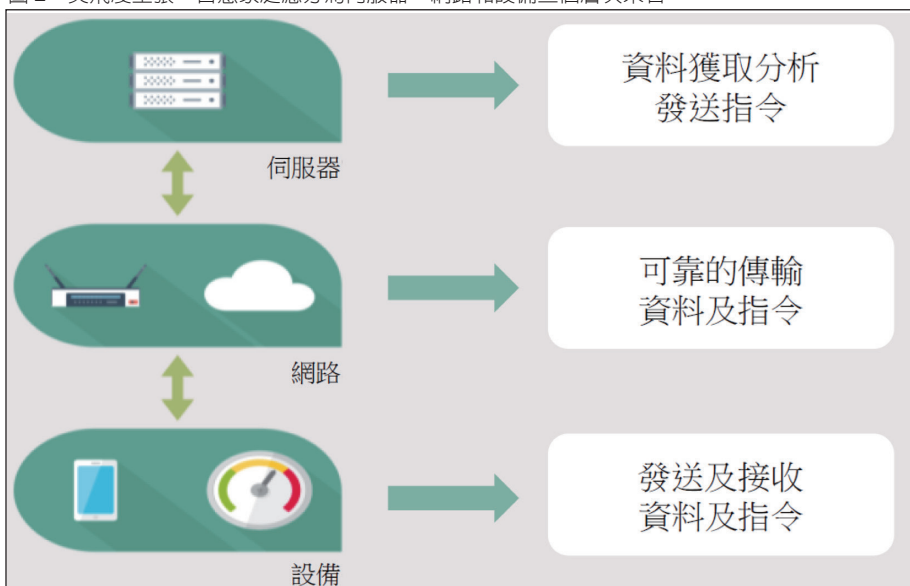 資料獲取分析
發送指令
伺服器
可靠的傳輸
資料及指令
網路
發送及接收
資料及指令
設備